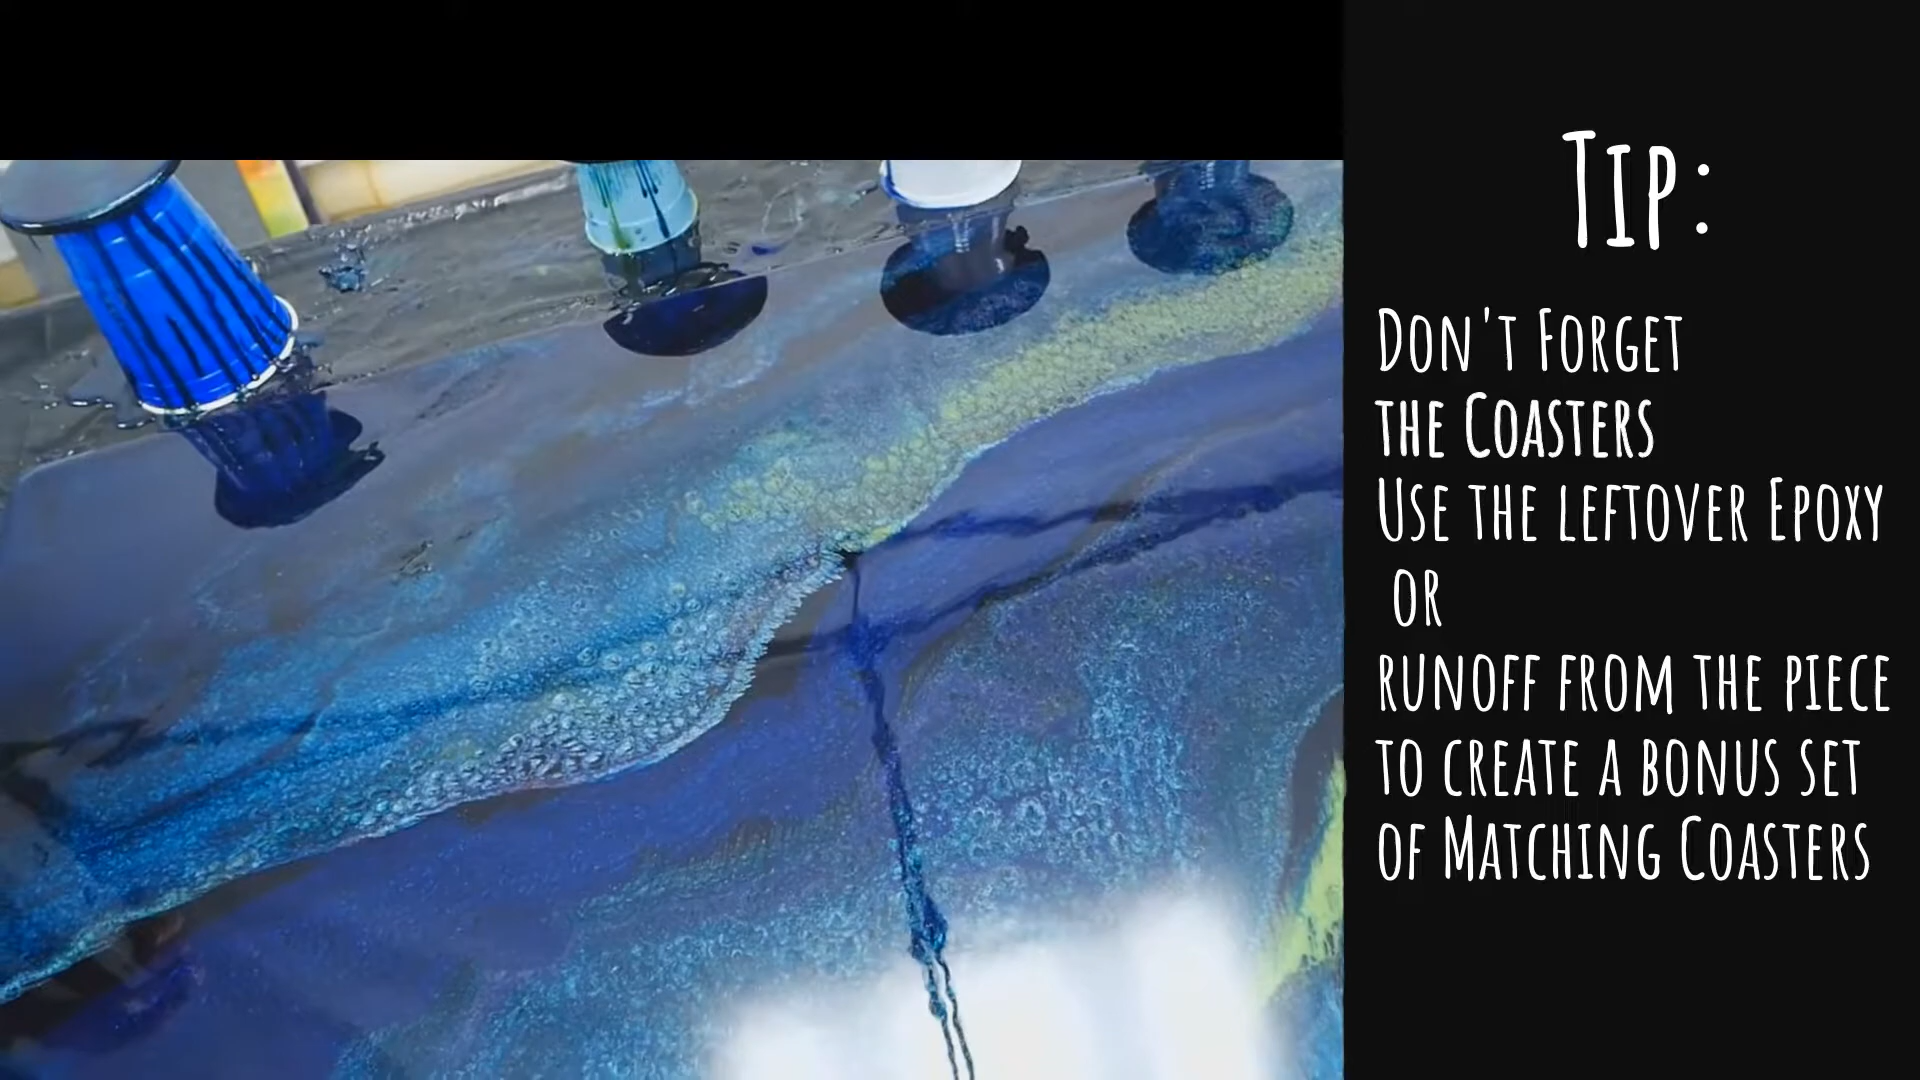 Tip:
Don't Forget
the Coasters
Use the leftover Epoxy
or
runoff from the piece
to create a bonus set
of Matching Coasters